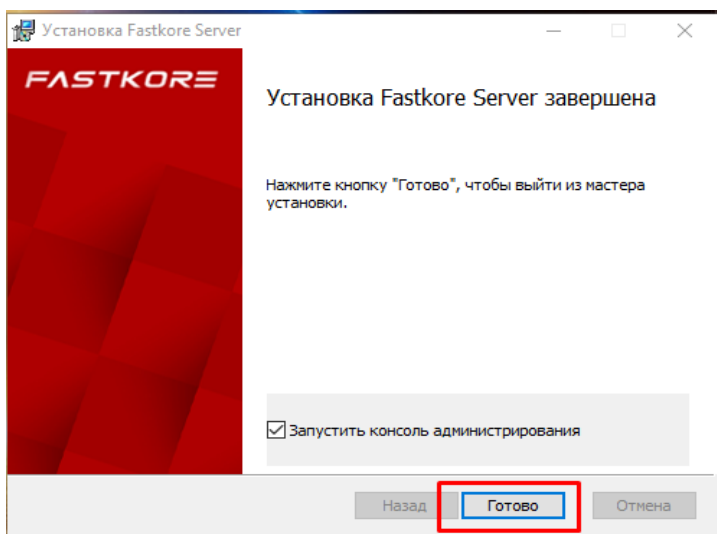 Установка Fastkore Server
FASTKORE
Установка Fastkore Server завершена
Нажмите кнопку "Готово", чтобы выйти из мастера
установки.
Запустить консоль администрирования
Назад Готово Отмена